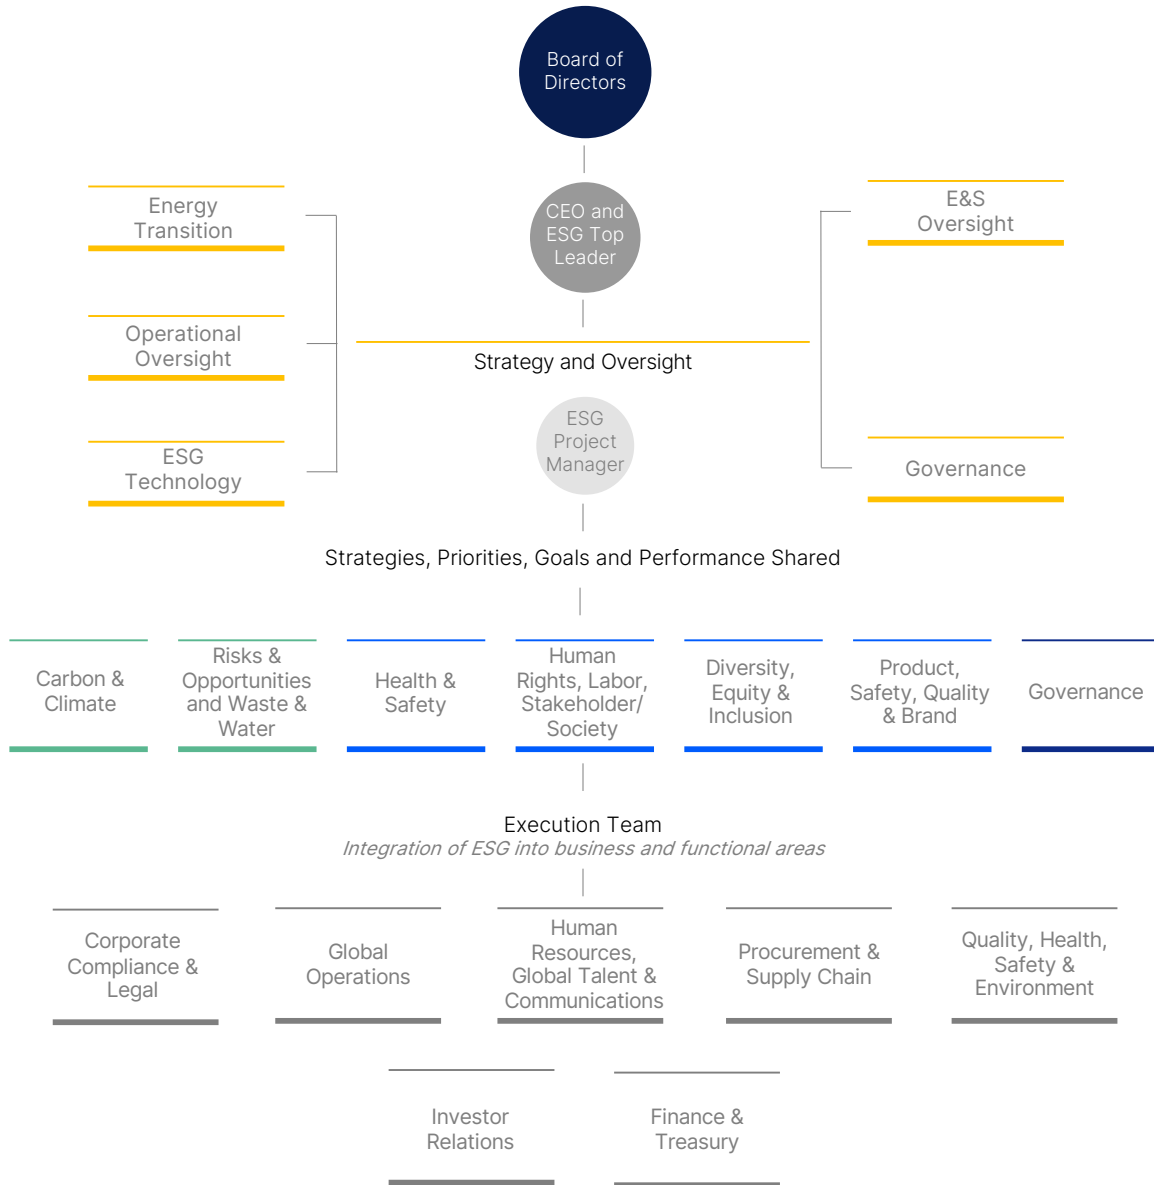 Board of
Directors
CEO and
ESG Top
Leader
Energy
Transition
Operational
Oversight
ESG
Technology
E&S
Oversight
Governance
Strategy and Oversight
ESG
Project
Manager
Strategies, Priorities, Goals and Performance Shared
Carbon &
Climate
Risks &
Opportunities
and Waste &
Water
Health &
Safety
Human
Rights, Labor,
Stakeholder/
Society
Diversity,
Equity &
Inclusion
Product,
Safety, Quality
& Brand
Governance
Execution Team
Integration of ESG into business and functional areas
Corporate
Compliance &
Legal
Global
Operations
Human
Resources,
Global Talent &
Communications
Procurement &
Supply Chain
Quality, Health,
Safety &
Environment
Investor
Relations
Finance &
Treasury